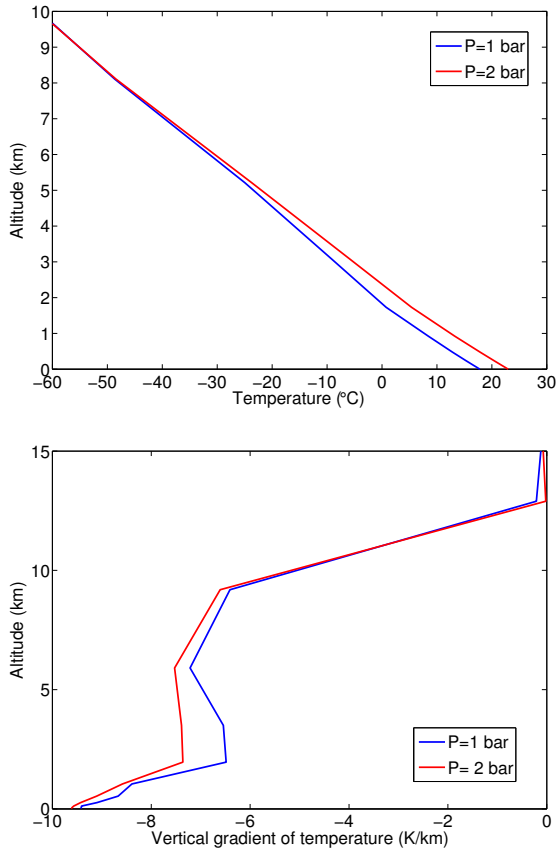 10
9
8
7
6
5
4
3
2
1
0
Altitude (km)
P=1 bar
P=2 bar
−60 −50 −40 −30 −20 −10 0 10 20 30
Temperature (°C)
15
10
5
0
Altitude (km)
P=1 bar
P= 2 bar
−10 −8 −6 −4 −2 0
Vertical gradient of temperature (K/km)